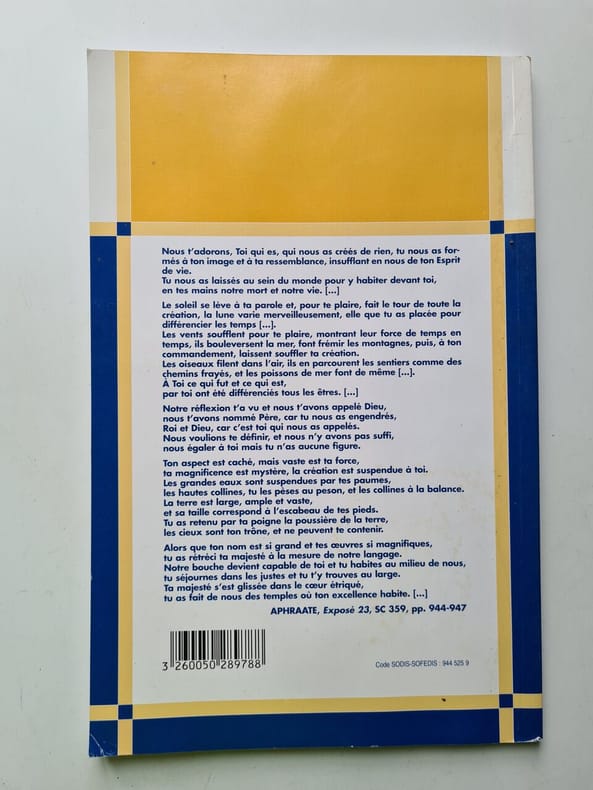 Nous t'adorons, Toi qui es, qui nous as créés de rien, tu nous as for-
més à ton image et à ta ressemblance, insufflant en nous de ton Esprit
de vie.
Tu nous as laissés au sein du monde pour y habiter devant toi,
en tes mains notre mort et notre vie. [...]
Le soleil se lève à ta parole et, pour te plaire, fait le tour de toute la
création, la lune varie merveilleusement, elle que tu as placée pour
différencier les temps [...].
Les vents soufflent pour te plaire, montrant leur force de temps en
temps, ils bouleversent la mer, font frémir les montagnes, puis, à ton
commandement, laissent souffler ta création.
Les oiseaux filent dans l'air, ils en parcourent les sentiers comme des
chemins frayés, et les poissons de mer font de même [...].
À Toi ce qui fut et ce qui est,
par toi ont été différenciés tous les êtres. [...]
Notre réflexion t'a vu et nous t'avons appelé Dieu,
nous t'avons nommé Père, car tu nous as engendrés,
Roi et Dieu, car c'est toi qui nous as appelés.
Nous voulions te définir, et nous n'y avons pas suffi,
nous égaler à toi mais tu n'as aucune figure.
Ton aspect est caché, mais vaste est ta force,
ta magnificence est mystère, la création est suspendue à toi.
Les grandes eaux sont suspendues par tes paumes,
les hautes collines, tu les pèses au peson, et les collines à la balance.
La terre est large, ample et vaste,
et sa taille correspond à l'escabeau de tes pieds.
Tu as retenu par ta poigne la poussière de la terre,
les cieux sont ton trône, et ne peuvent te contenir.
Alors que ton nom est si grand et tes œuvres si magnifiques,
tu as rétréci ta majesté à la mesure de notre langage.
Notre bouche devient capable de toi et tu habites au milieu de nous,
tu séjournes dans les justes et tu t'y trouves au large.
Ta majesté s'est glissée dans le cœur étriqué,
tu as fait de nous des temples où ton excellence habite. [...]
APHRAATE, Exposé 23, SC 359, pp. 944-947
3 260050 289788
Code SODIS-SOFEDIS : 944 525 9